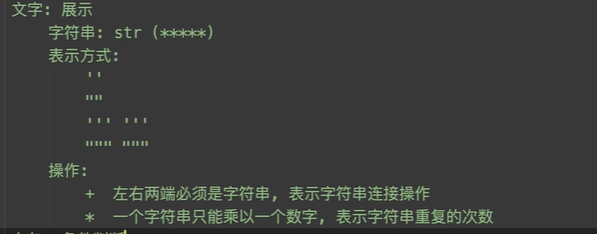 文字: 展示
字符串: str (*****)
表示方式:
''
""
''' '''
""" """
操作:
+ 左右两端必须是字符串, 表示字符串连接操作
* 一个字符串只能乘以一个数字, 表示字符串重复的次数